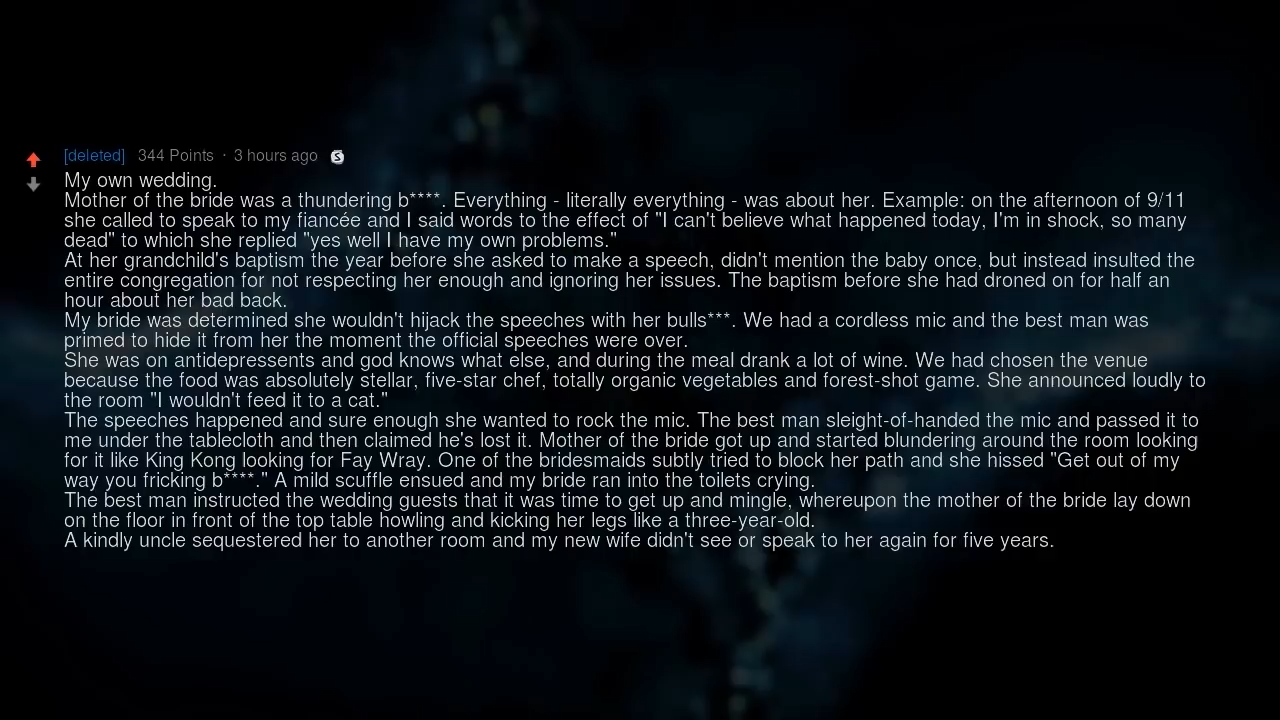 [deleted] 344 Points · 3 hours ago
My own wedding.
Mother of the bride was a thundering b****. Everything - literally everything - was about her. Example: on the afternoon of 9/11
she called to speak to my fiancée and I said words to the effect of "I can't believe what happened today, I'm in shock, so many
dead" to which she replied "yes well I have my own problems."
At her grandchild's baptism the year before she asked to make a speech, didn't mention the baby once, but instead insulted the
entire congregation for not respecting her enough and ignoring her issues. The baptism before she had droned on for half an
hour about her bad back.
My bride was determined she wouldn't hijack the speeches with her bulls***. We had a cordless mic and the best man was
primed to hide it from her the moment the official speeches were over.
She was on antidepressents and god knows what else, and during the meal drank a lot of wine. We had chosen the venue
because the food was absolutely stellar, five-star chef, totally organic vegetables and forest-shot game. She announced loudly to
the room "I wouldn't feed it to a cat."
The speeches happened and sure enough she wanted to rock the mic. The best man sleight-of-handed the mic and passed it to
me under the tablecloth and then claimed he's lost it. Mother of the bride got up and started blundering around the room looking
for it like King Kong looking for Fay Wray. One of the bridesmaids subtly tried to block her path and she hissed "Get out of my
way you fricking b****." A mild scuffle ensued and my bride ran into the toilets crying.
The best man instructed the wedding guests that it was time to get up and mingle, whereupon the mother of the bride lay down
on the floor in front of the top table howling and kicking her legs like a three-year-old.
A kindly uncle sequestered her to another room and my new wife didn't see or speak to her again for five years.